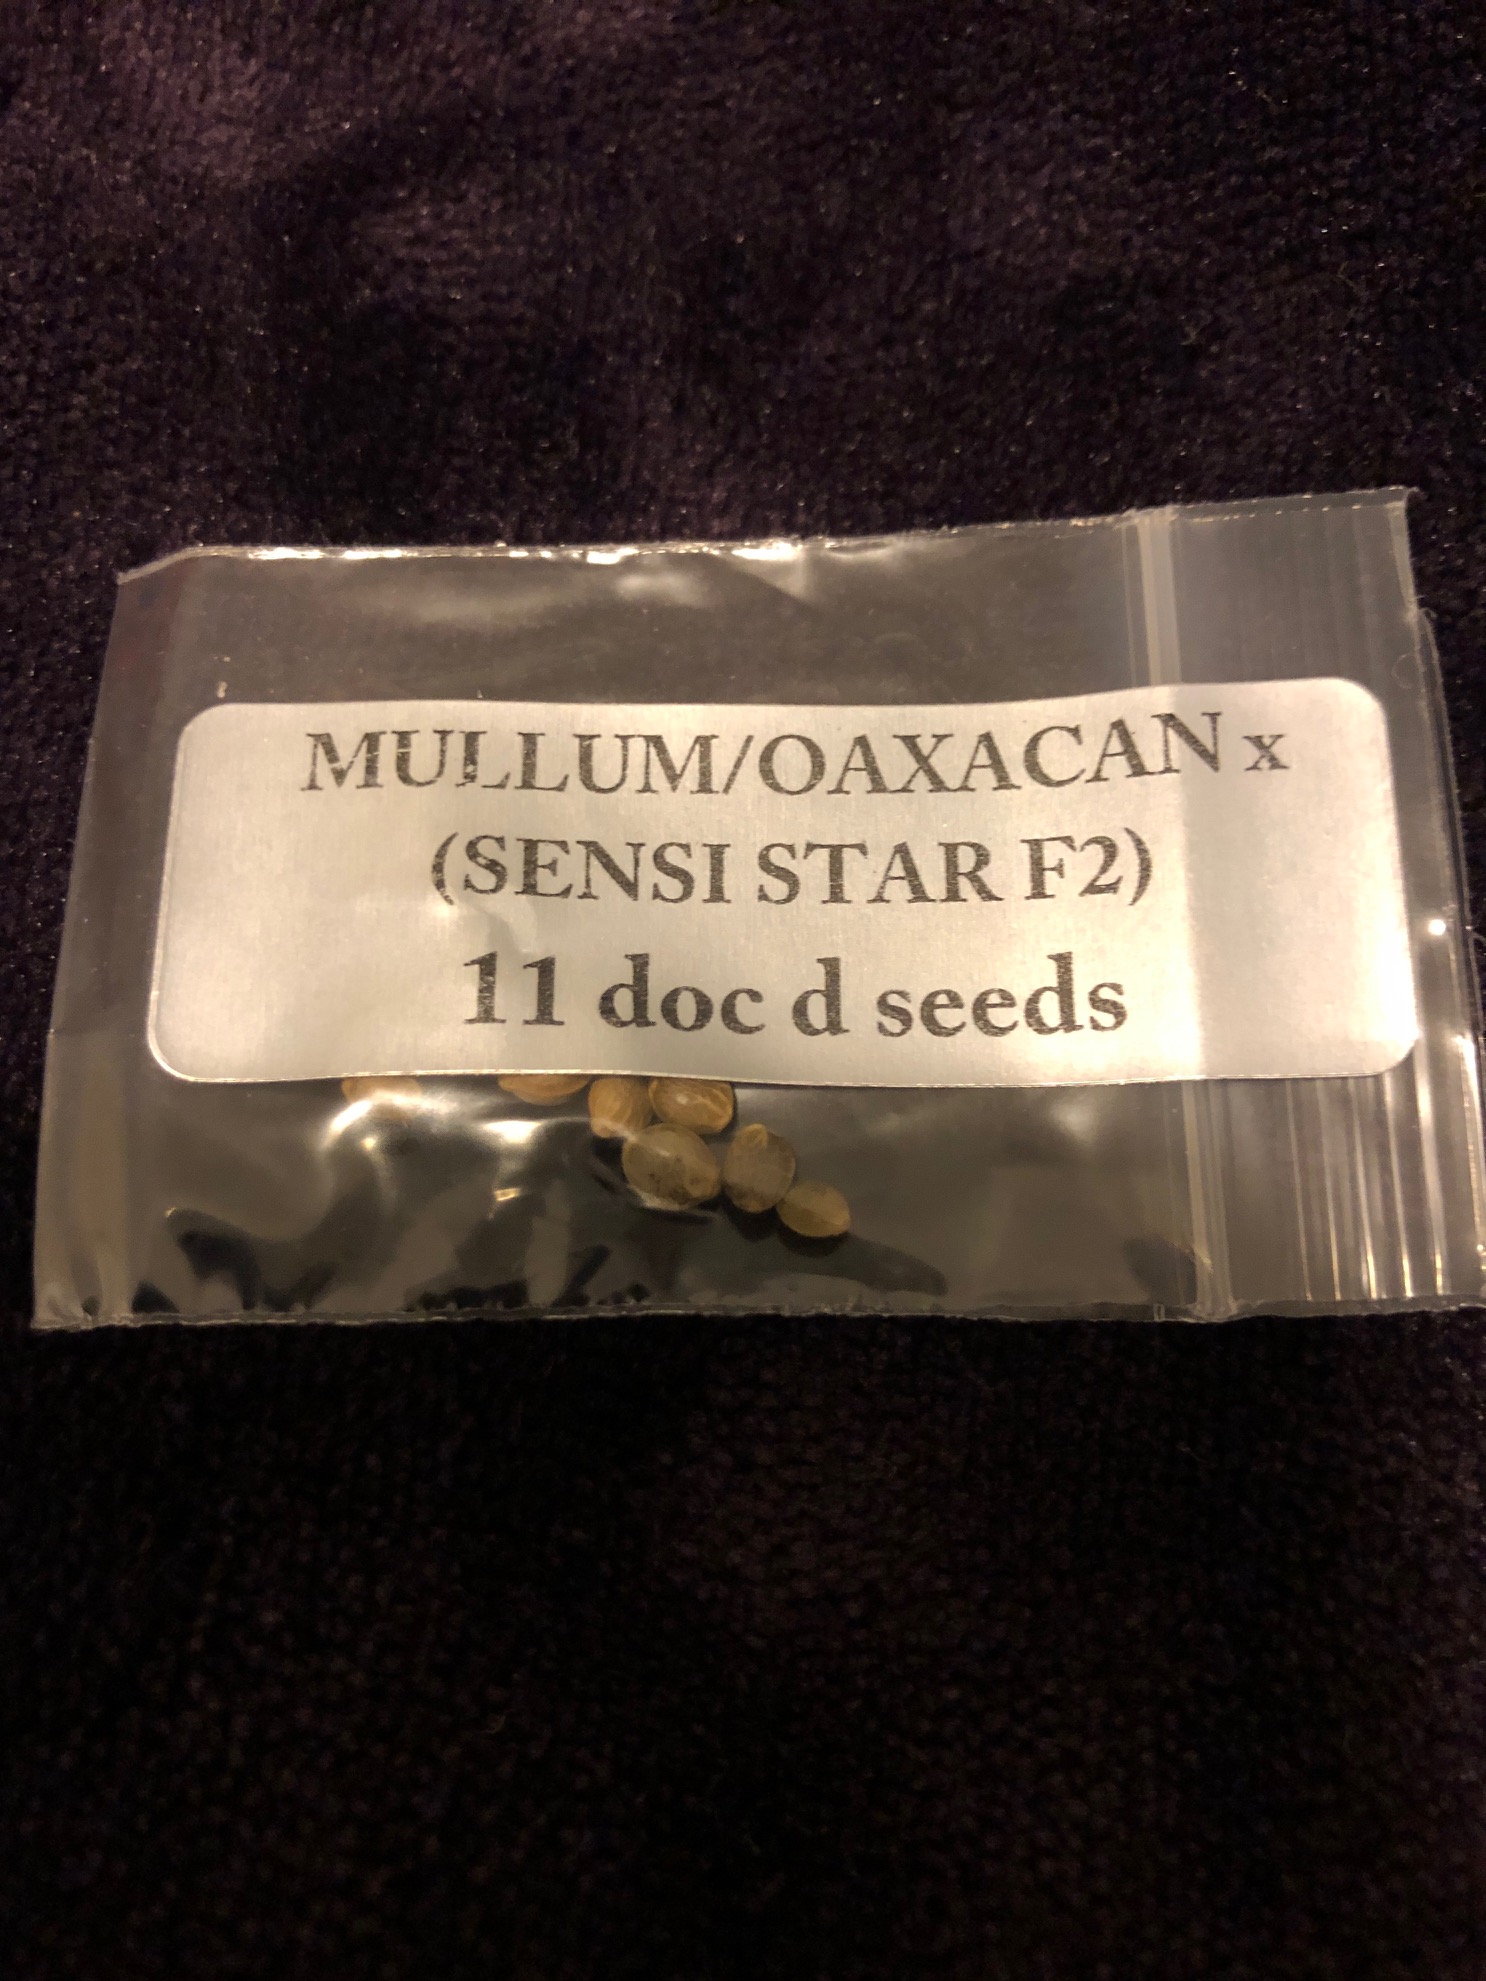 MULLUM/OAXACAN x
(SENSI STAR F2)
11 doc d seeds